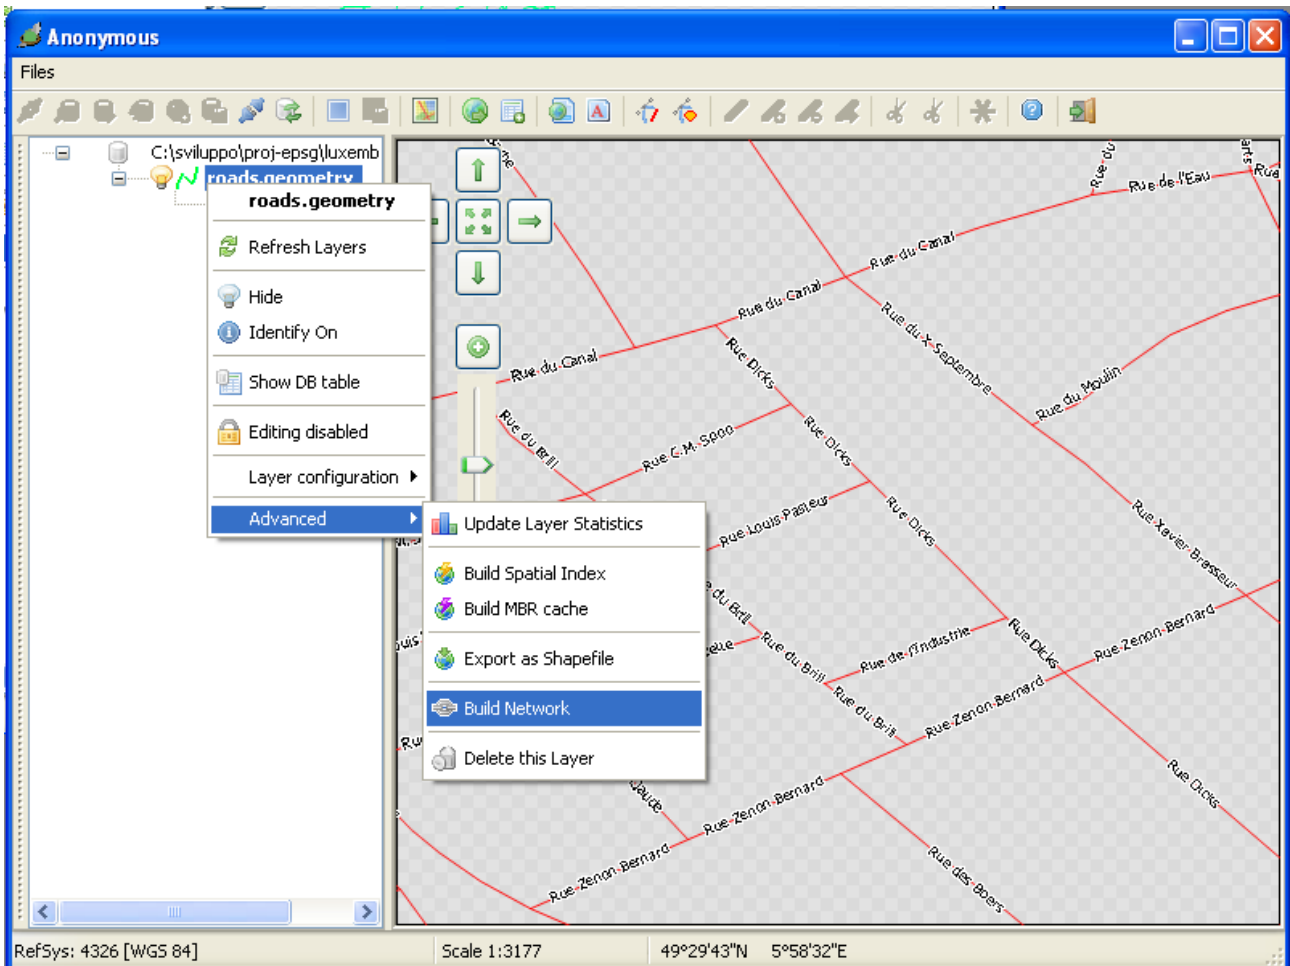 Anonymous
Files
C:\sviluppo\proj-epsg\luxemb
roads.geometry
roads.geometry
Refresh Layers
Hide
Identify On
Show DB table
Editing disabled
Layer configuration
Advanced
Update Layer Statistics
Build Spatial Index
Build MBR cache
Export as Shapefile
Build Network
Delete this Layer
Rue de l'Eau
Rue du Canal
Rue du Canal
Rue du Canal
Rue du X Septembre
Rue du Moulin
Rue Dicks
Rue Dicks
Rue Dicks
Rue Dicks
Rue Dicks
Rue du Brill
Rue C.M. Spoo
Rue Louis Pasteur
Rue Xavier Brasseur
du Brill
Rue du Brill
Rue du Brill
Rue de l'Industrie
Rue Zenon Bernard
Rue Zenon Bernard
Rue Zenon Bernard
Rue Zenon Bernard
Rue des Boers
RefSys: 4326 [WGS 84]
Scale 1:3177
49°29'43"N 5°58'32"E